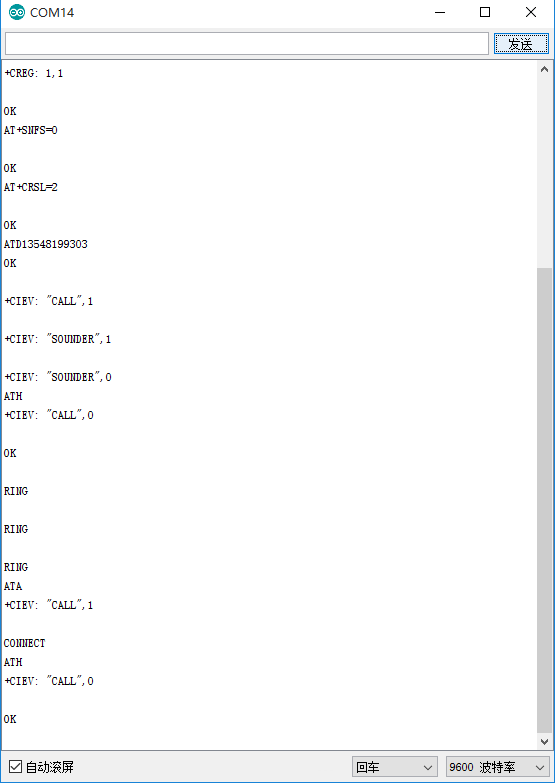 COM14
发送
+CREG: 1,1
OK
AT+SNFS=0
OK
AT+CRSL=2
OK
ATD13548199303
OK
+CIEV: "CALL",1
+CIEV: "SOUNDER",1
+CIEV: "SOUNDER",0
ATH
+CIEV: "CALL",0
OK
RING
RING
RING
ATA
+CIEV: "CALL",1
CONNECT
ATH
+CIEV: "CALL",0
OK
自动滚屏 回车 9600 波特率